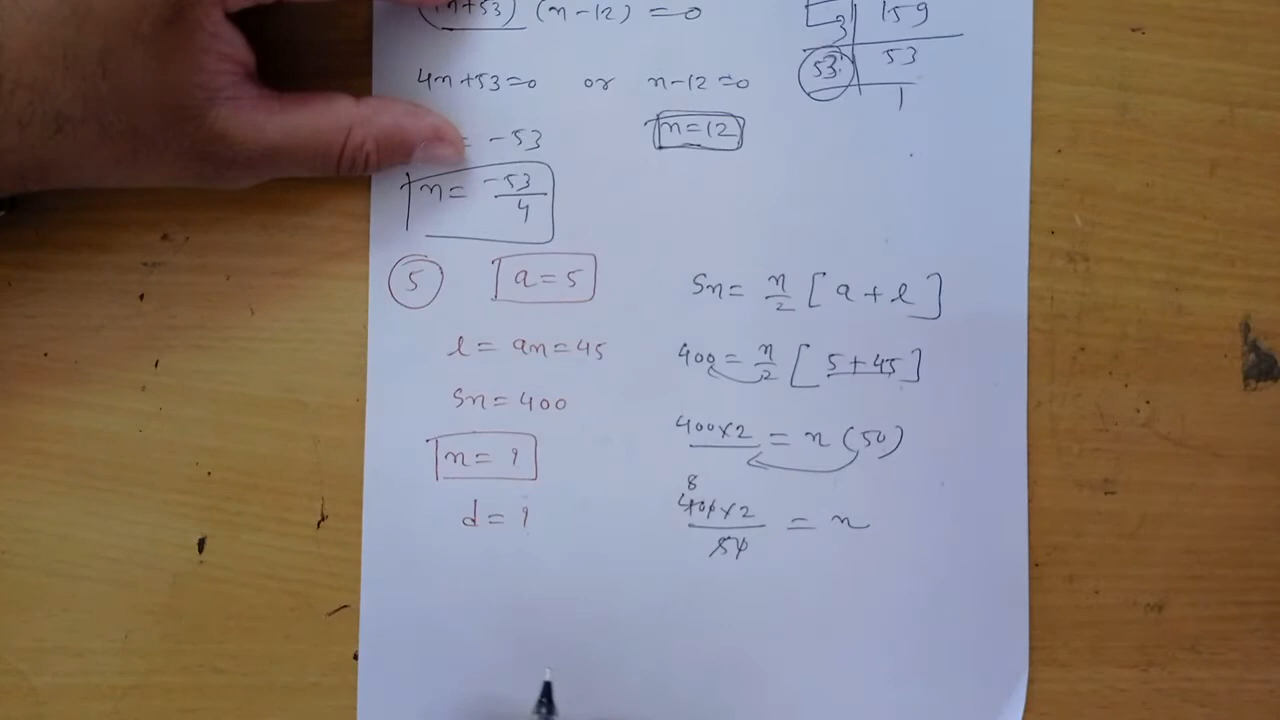 (4n+53) (n-12) = 0
3 | 159
53 | 53
1
4n+53=0 or n-12=0
= -53
n=12
n= -53/4
5
a=5
Sn= n/2 [a+l]
l= an=45
400= n/2 [5+45]
Sn=400
400×2 = n(50)
n= ?
8
400×2/50 = n
d= ?